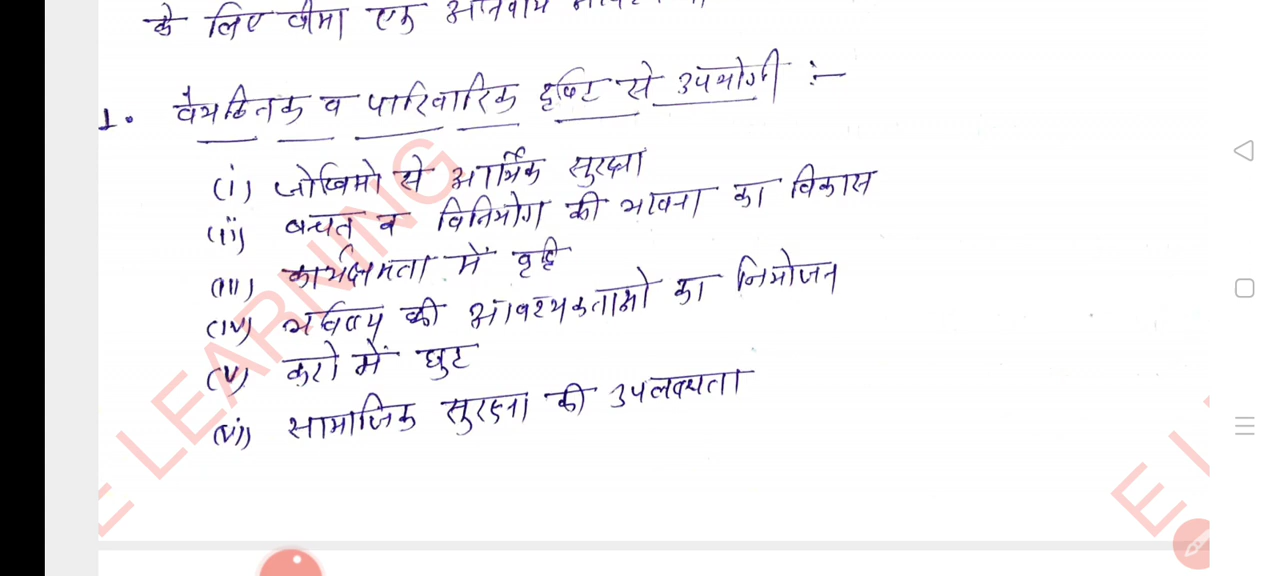 के लिए बीमा एक
1. वैयक्तिक व पारिवारिक दृष्टि से उपयोगी :-
(i) जोखिमो से आर्थिक सुरक्षा
(ii) बचत व विनियोग की भावना का विकास
(iii) कार्यक्षमता में वृद्धि
(iv) भविष्य की आवश्यकताओ का नियोजन
(v) करो में छुट
(vi) सामाजिक सुरक्षा की उपलब्धता
E LEARNING
E L